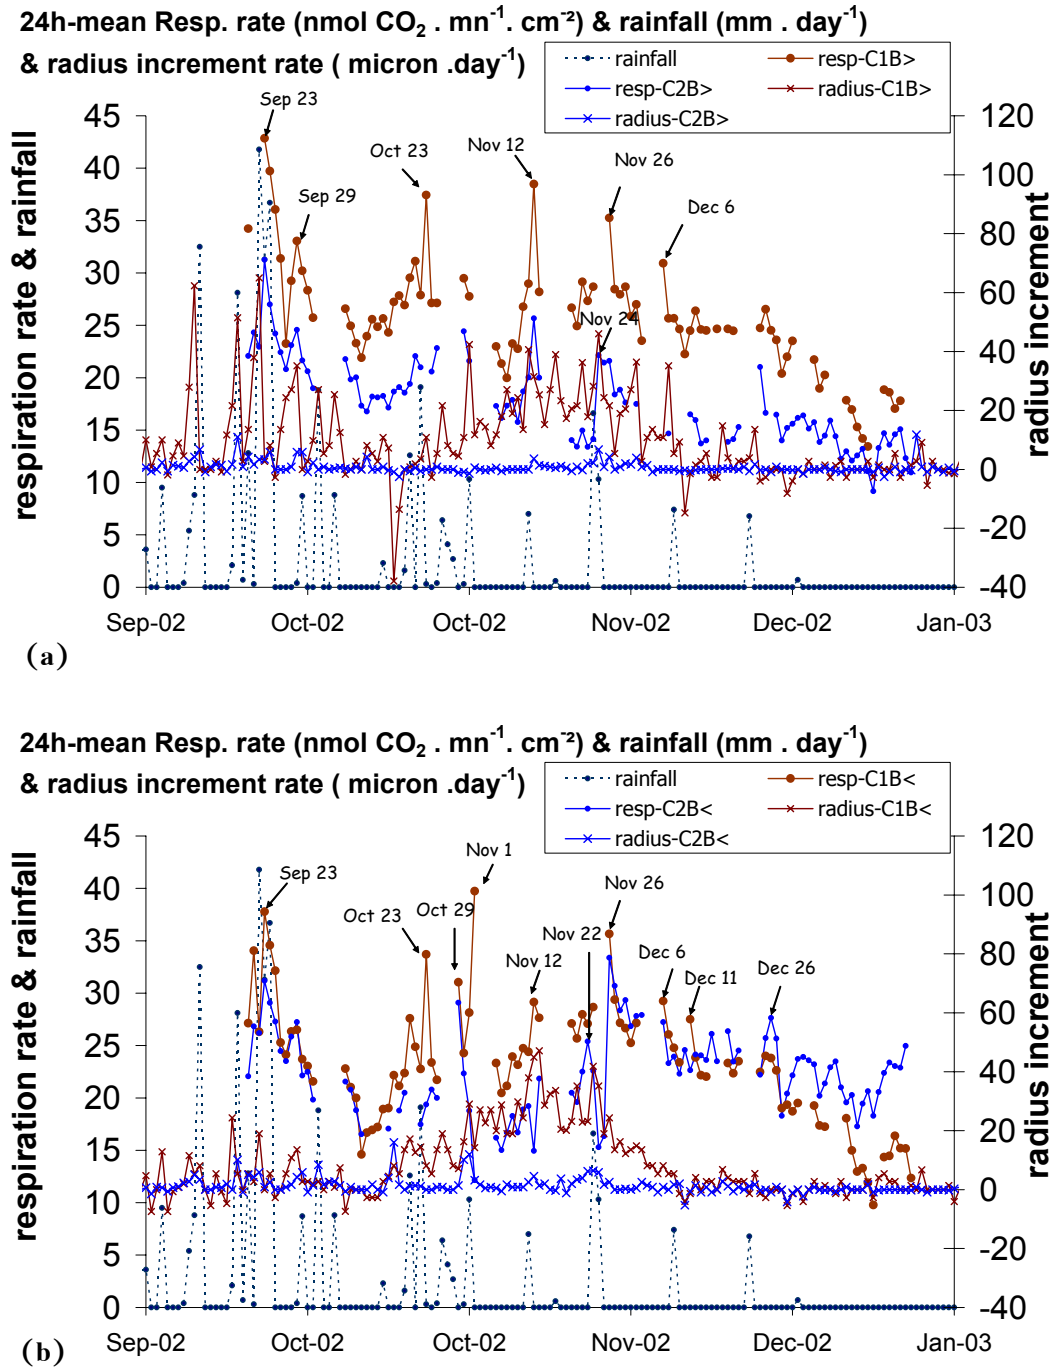 24h-mean Resp. rate (nmol CO₂ . mn⁻¹. cm⁻²) & rainfall (mm . day⁻¹)
& radius increment rate ( micron .day⁻¹)
rainfall
resp-C1B>
resp-C2B>
radius-C1B>
radius-C2B>
respiration rate & rainfall
radius increment
45
40
35
30
25
20
15
10
5
0
120
100
80
60
40
20
0
-20
-40
Sep 23
Sep 29
Oct 23
Nov 12
Nov 26
Nov 24
Dec 6
Sep-02
Oct-02
Oct-02
Nov-02
Dec-02
Jan-03
(a)
24h-mean Resp. rate (nmol CO₂ . mn⁻¹. cm⁻²) & rainfall (mm . day⁻¹)
& radius increment rate ( micron .day⁻¹)
rainfall
resp-C1B<
resp-C2B<
radius-C1B<
radius-C2B<
respiration rate & rainfall
radius increment
45
40
35
30
25
20
15
10
5
0
120
100
80
60
40
20
0
-20
-40
Sep 23
Oct 23
Oct 29
Nov 1
Nov 12
Nov 22
Nov 26
Dec 6
Dec 11
Dec 26
Sep-02
Oct-02
Oct-02
Nov-02
Dec-02
Jan-03
(b)